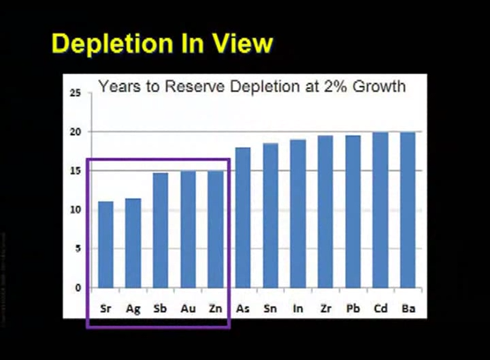 Depletion In View
Years to Reserve Depletion at 2% Growth
25
20
15
10
5
0
Sr Ag Sb Au Zn As Sn In Zr Pb Cd Ba